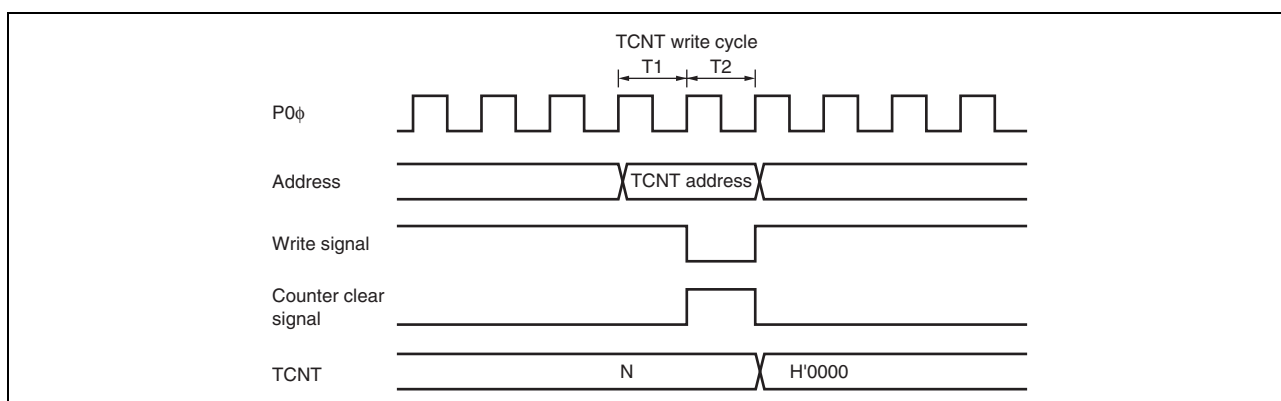 TCNT write cycle
T1 T2
P0ϕ
Address
TCNT address
Write signal
Counter clear
signal
TCNT
N
H'0000